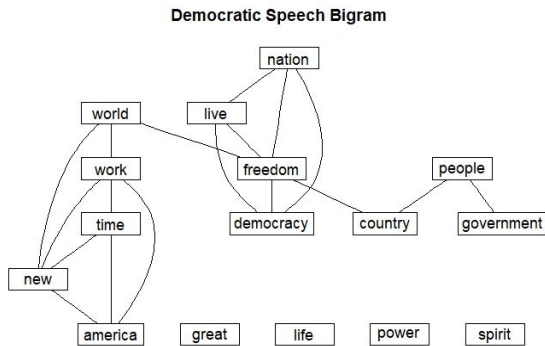 Democratic Speech Bigram
nation
world
live
work
freedom
people
time
democracy
country
government
new
america
great
life
power
spirit